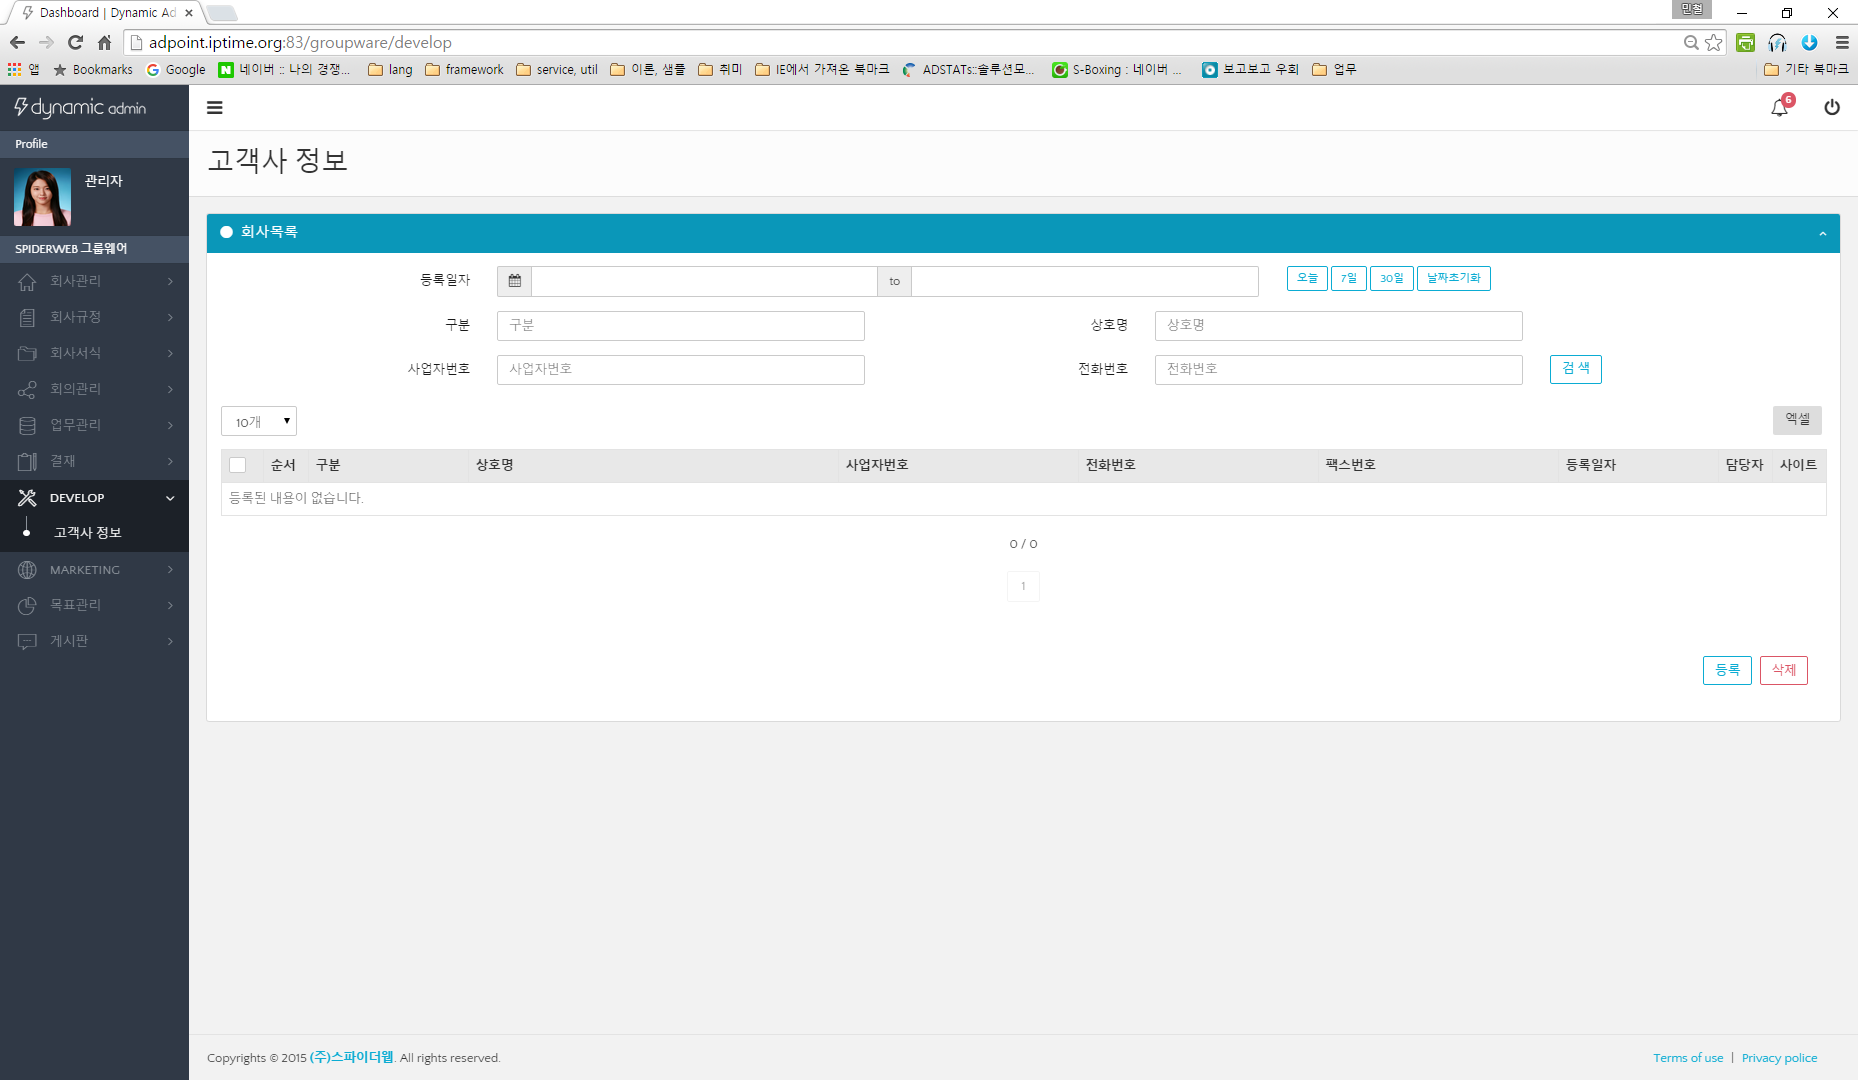 Dashboard | Dynamic Ad
민철
adpoint.iptime.org:83/groupware/develop
앱 Bookmarks Google 네이버 :: 나의 경쟁... lang framework service, util 이론, 샘플 취미 IE에서 가져온 북마크 ADSTATs::솔루션모... S-Boxing : 네이버 ... 보고보고 우회 업무 기타 북마크
dynamic admin
6
Profile
관리자
SPIDERWEB 그룹웨어
회사관리
회사규정
회사서식
회의관리
업무관리
결재
DEVELOP
고객사 정보
MARKETING
목표관리
게시판
고객사 정보
회사목록
등록일자 to 오늘 7일 30일 날짜초기화
구분 구분 상호명 상호명
사업자번호 사업자번호 전화번호 전화번호 검 색
10개 엑셀
순서 구분 상호명 사업자번호 전화번호 팩스번호 등록일자 담당자 사이트
등록된 내용이 없습니다.
0 / 0
1
등록 삭제
Copyrights © 2015 (주)스파이더웹. All rights reserved. Terms of use | Privacy police